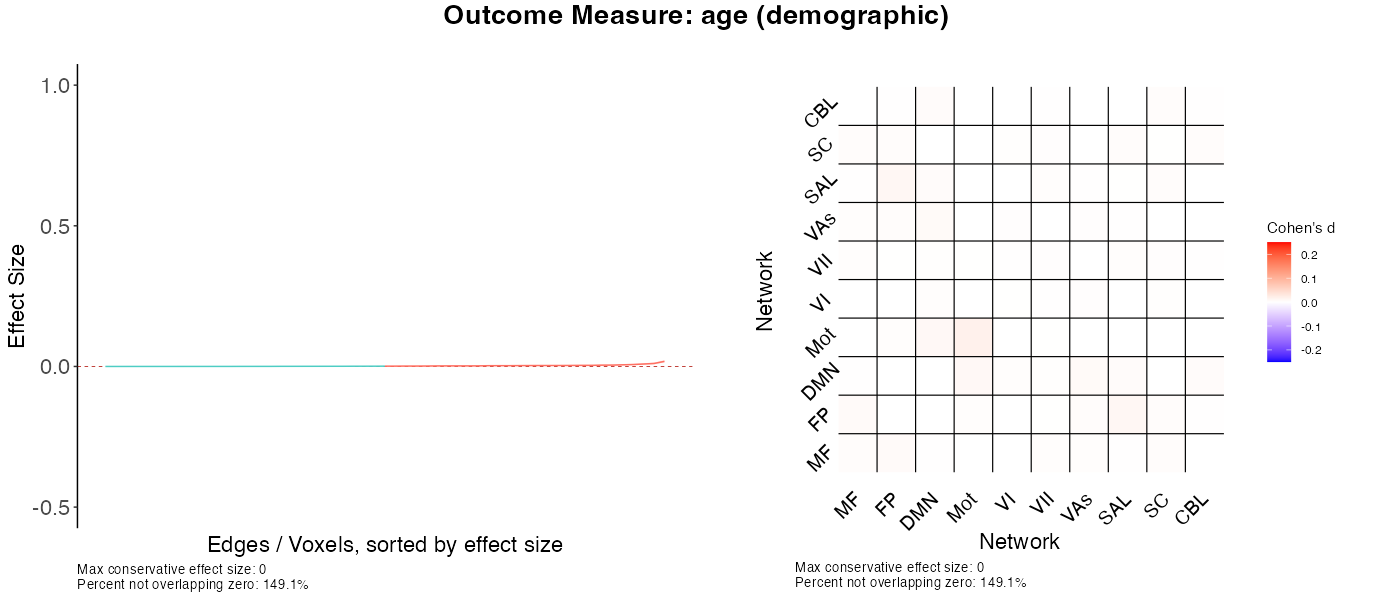 Outcome Measure: age (demographic)
Effect Size
1.0
0.5
0.0
-0.5
Edges / Voxels, sorted by effect size
Max conservative effect size: 0
Percent not overlapping zero: 149.1%
Network
CBL
SC
SAL
VAs
VII
VI
Mot
DMN
FP
MF
MF
FP
DMN
Mot
VI
VII
VAs
SAL
SC
CBL
Network
Max conservative effect size: 0
Percent not overlapping zero: 149.1%
Cohen's d
0.2
0.1
0.0
-0.1
-0.2